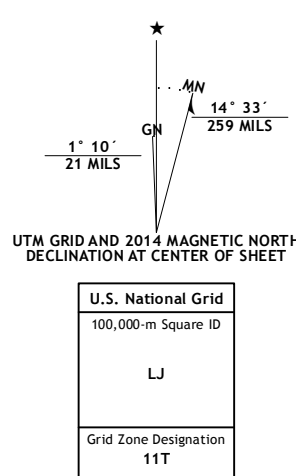 MN
GN
14° 33´
259 MILS
1° 10´
21 MILS
UTM GRID AND 2014 MAGNETIC NORTH
DECLINATION AT CENTER OF SHEET
U.S. National Grid
100,000-m Square ID
LJ
Grid Zone Designation
11T